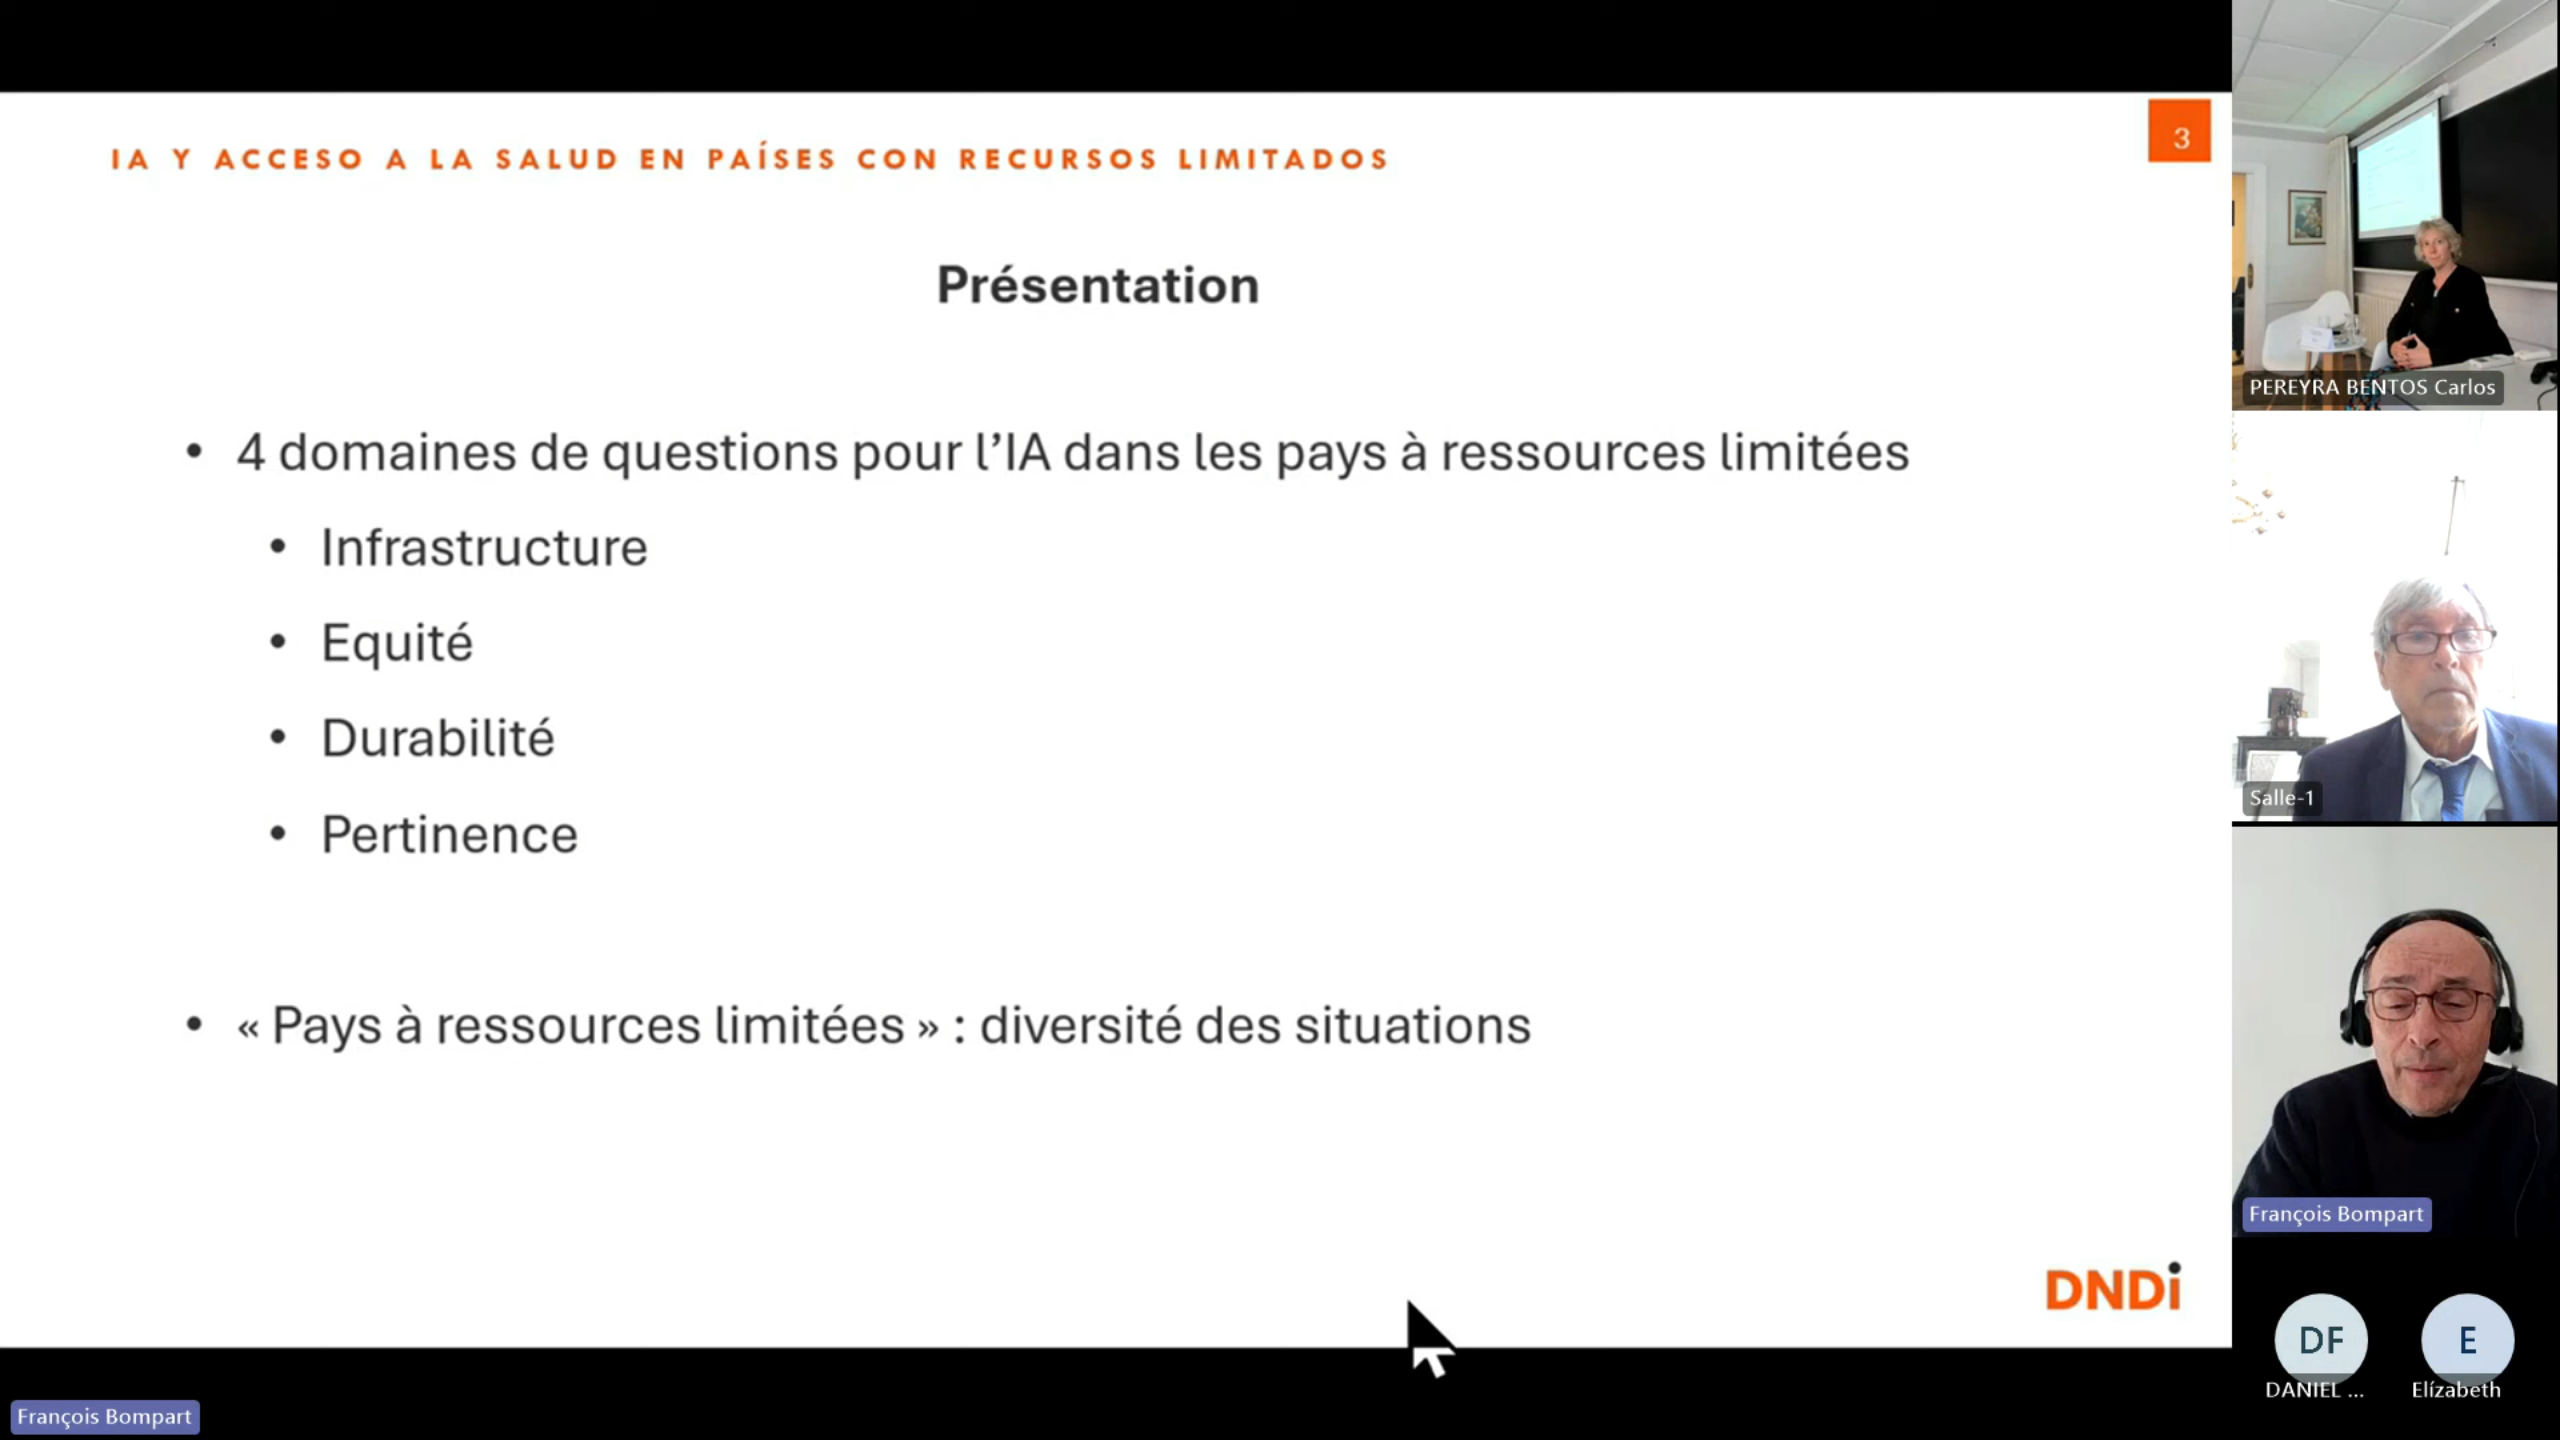 IA Y ACCESO A LA SALUD EN PAÍSES CON RECURSOS LIMITADOS
3
Présentation
• 4 domaines de questions pour l’IA dans les pays à ressources limitées
• Infrastructure
• Equité
• Durabilité
• Pertinence
• « Pays à ressources limitées » : diversité des situations
DNDi
François Bompart
PEREYRA BENTOS Carlos
Salle-1
François Bompart
DF
DANIEL ...
E
Elízabeth